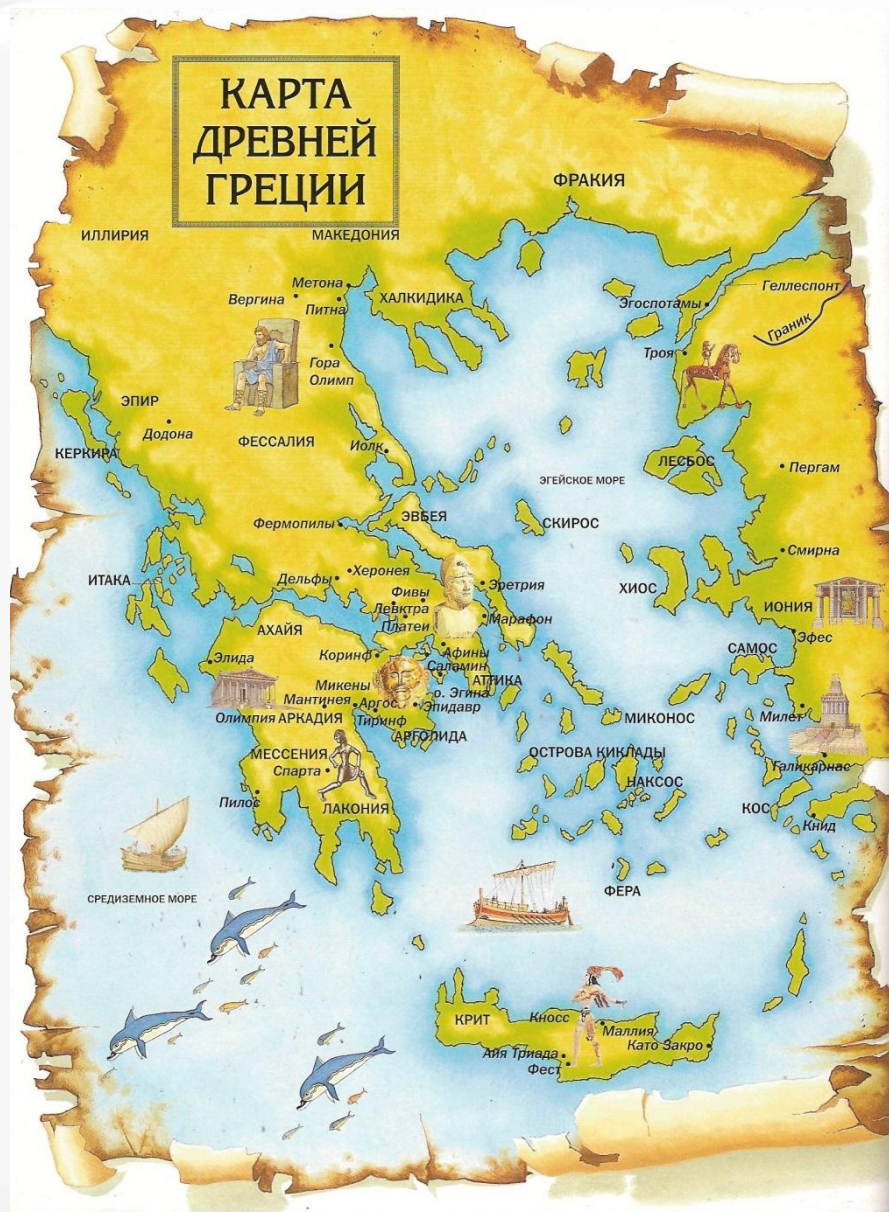 КАРТА
ДРЕВНЕЙ
ГРЕЦИИ
ФРАКИЯ
ИЛЛИРИЯ
МАКЕДОНИЯ
Метона
Вергина
Питна
ХАЛКИДИКА
Геллеспонт
Эгоспотамы
Граник
Троя
Гора
Олимп
ЭПИР
Додона
КЕРКИРА
ФЕССАЛИЯ
Иолк
ЛЕСБОС
Пергам
ЭГЕЙСКОЕ МОРЕ
ЭВБЕЯ
СКИРОС
Фермопилы
Смирна
ИТАКА
Херонея
Дельфы
Эретрия
ХИОС
Фивы
Левктра
Платеи
Марафон
ИОНИЯ
АХАЙЯ
Эфес
Элида
Коринф
Афины
Саламин
САМОС
АТТИКА
Микены
о. Эгина
Мантинея
Аргос
Эпидавр
Олимпия
АРКАДИЯ
Тиринф
МИКОНОС
Милет
АРГОЛИДА
МЕССЕНИЯ
ОСТРОВА КИКЛАДЫ
Спарта
Галикарнас
НАКСОС
Пилос
ЛАКОНИЯ
КОС
Книд
СРЕДИЗЕМНОЕ МОРЕ
ФЕРА
КРИТ
Кносс
Маллия
Като Закро
Айя Триада
Фест